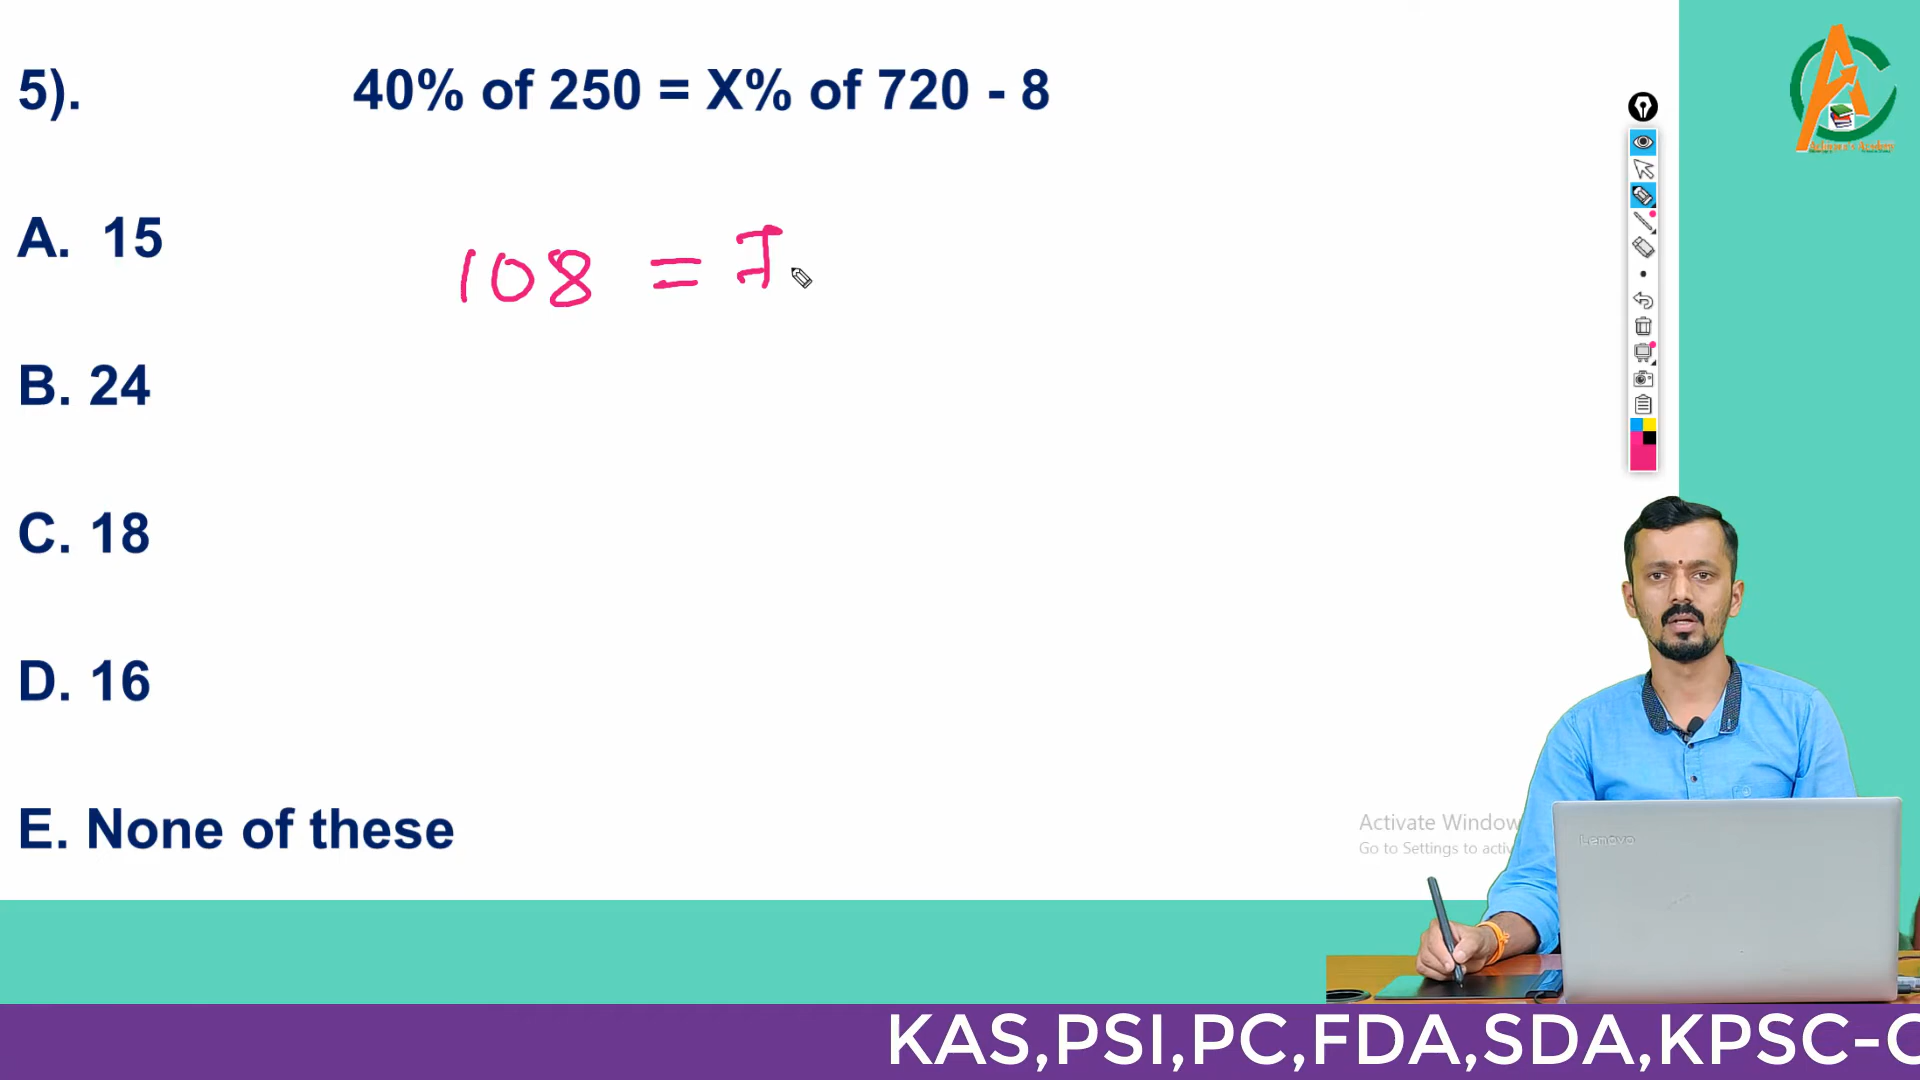 5). 40% of 250 = X% of 720 - 8
A. 15
108 =
B. 24
C. 18
D. 16
E. None of these
Activate Window
Go to Settings to activ
Lenovo
KAS,PSI,PC,FDA,SDA,KPSC-C